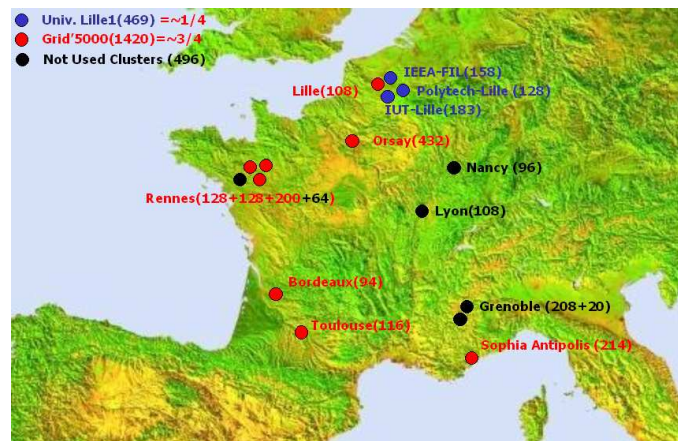 Univ. Lille1(469) =~1/4
Grid'5000(1420)=~3/4
Not Used Clusters (496)
IEEA-FIL(158)
Lille(108)
Polytech-Lille (128)
IUT-Lille(183)
Orsay(432)
Nancy (96)
Rennes(128+128+200+64)
Lyon(108)
Bordeaux(94)
Grenoble (208+20)
Toulouse(116)
Sophia Antipolis (214)